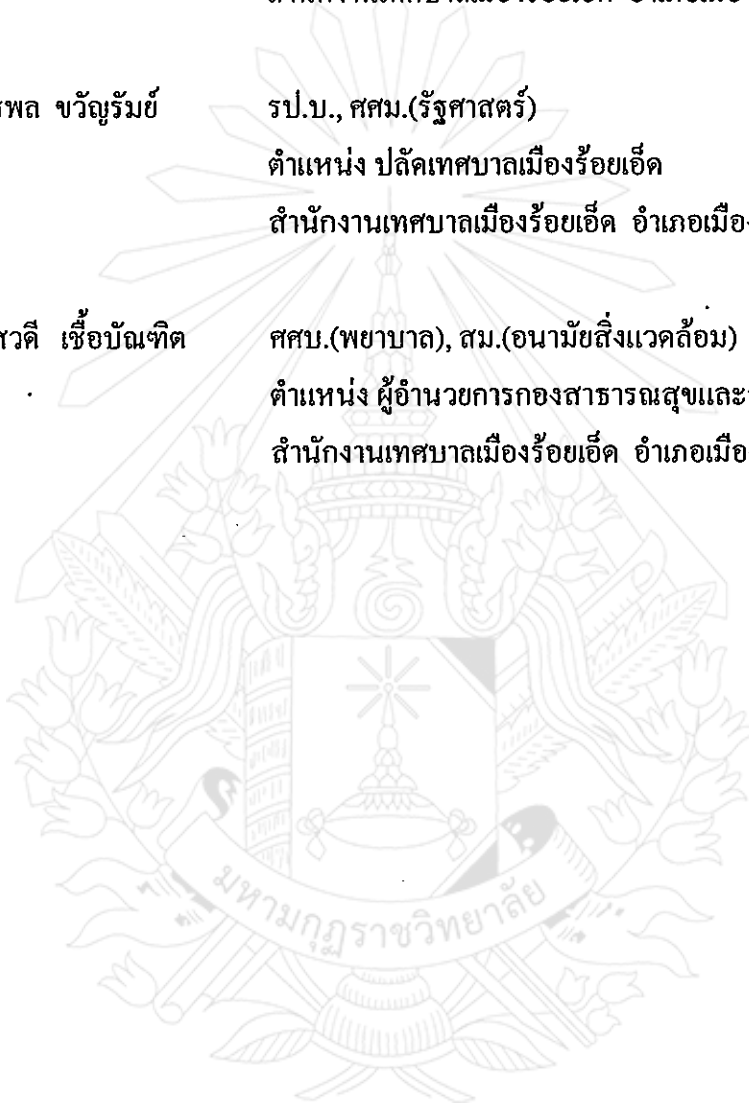 พล ขวัญรัมย์ รป.บ., ศศม.(รัฐศาสตร์)
ตำแหน่ง ปลัดเทศบาลเมืองร้อยเอ็ด
สำนักงานเทศบาลเมืองร้อยเอ็ด อำเภอเมือง
สวดี เชื้อบัณฑิต ศศบ.(พยาบาล), สม.(อนามัยสิ่งแวดล้อม)
ตำแหน่ง ผู้อำนวยการกองสาธารณสุขและ
สำนักงานเทศบาลเมืองร้อยเอ็ด อำเภอเมือ
มหามกุฏราชวิทยาลัย